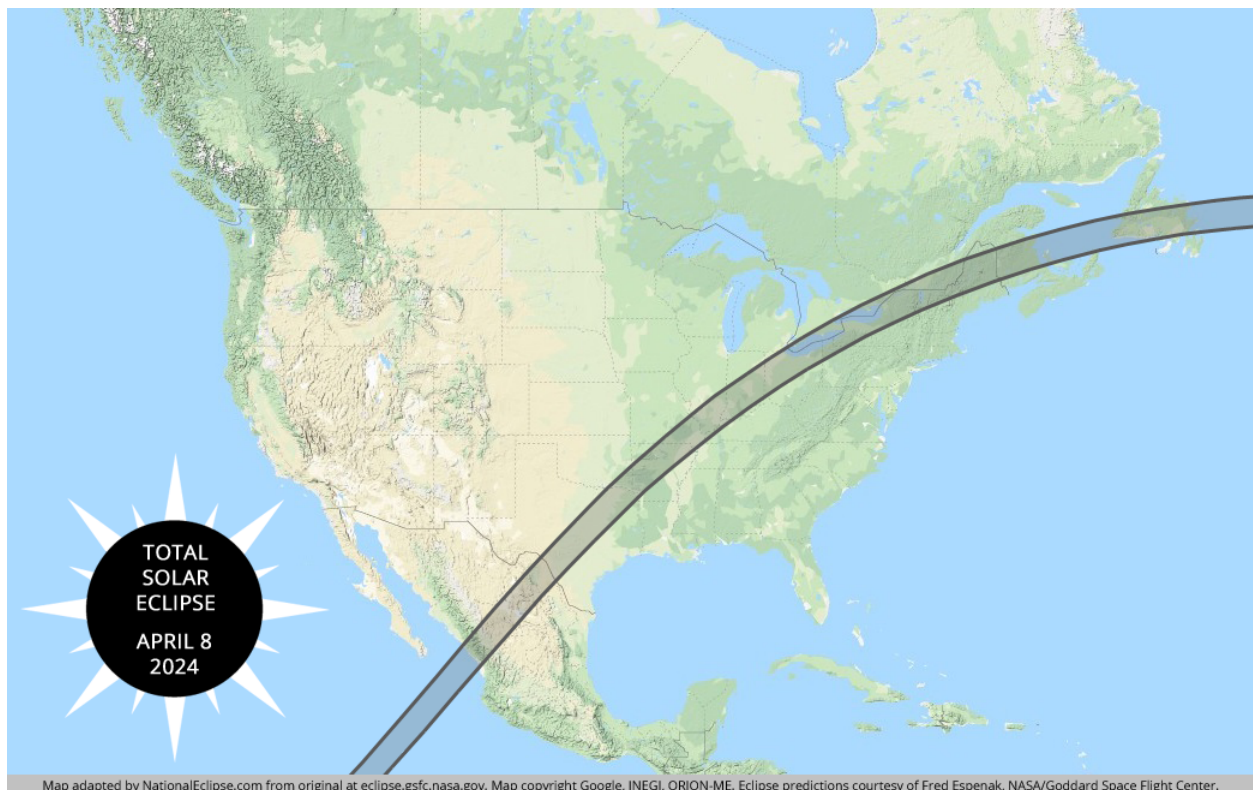 TOTAL
SOLAR
ECLIPSE
APRIL 8
2024
Map adapted by NationalEclipse.com from original at eclipse.gsfc.nasa.gov. Map copyright Google, INEGI, ORION-ME. Eclipse predictions courtesy of Fred Espenak, NASA/Goddard Space Flight Center.